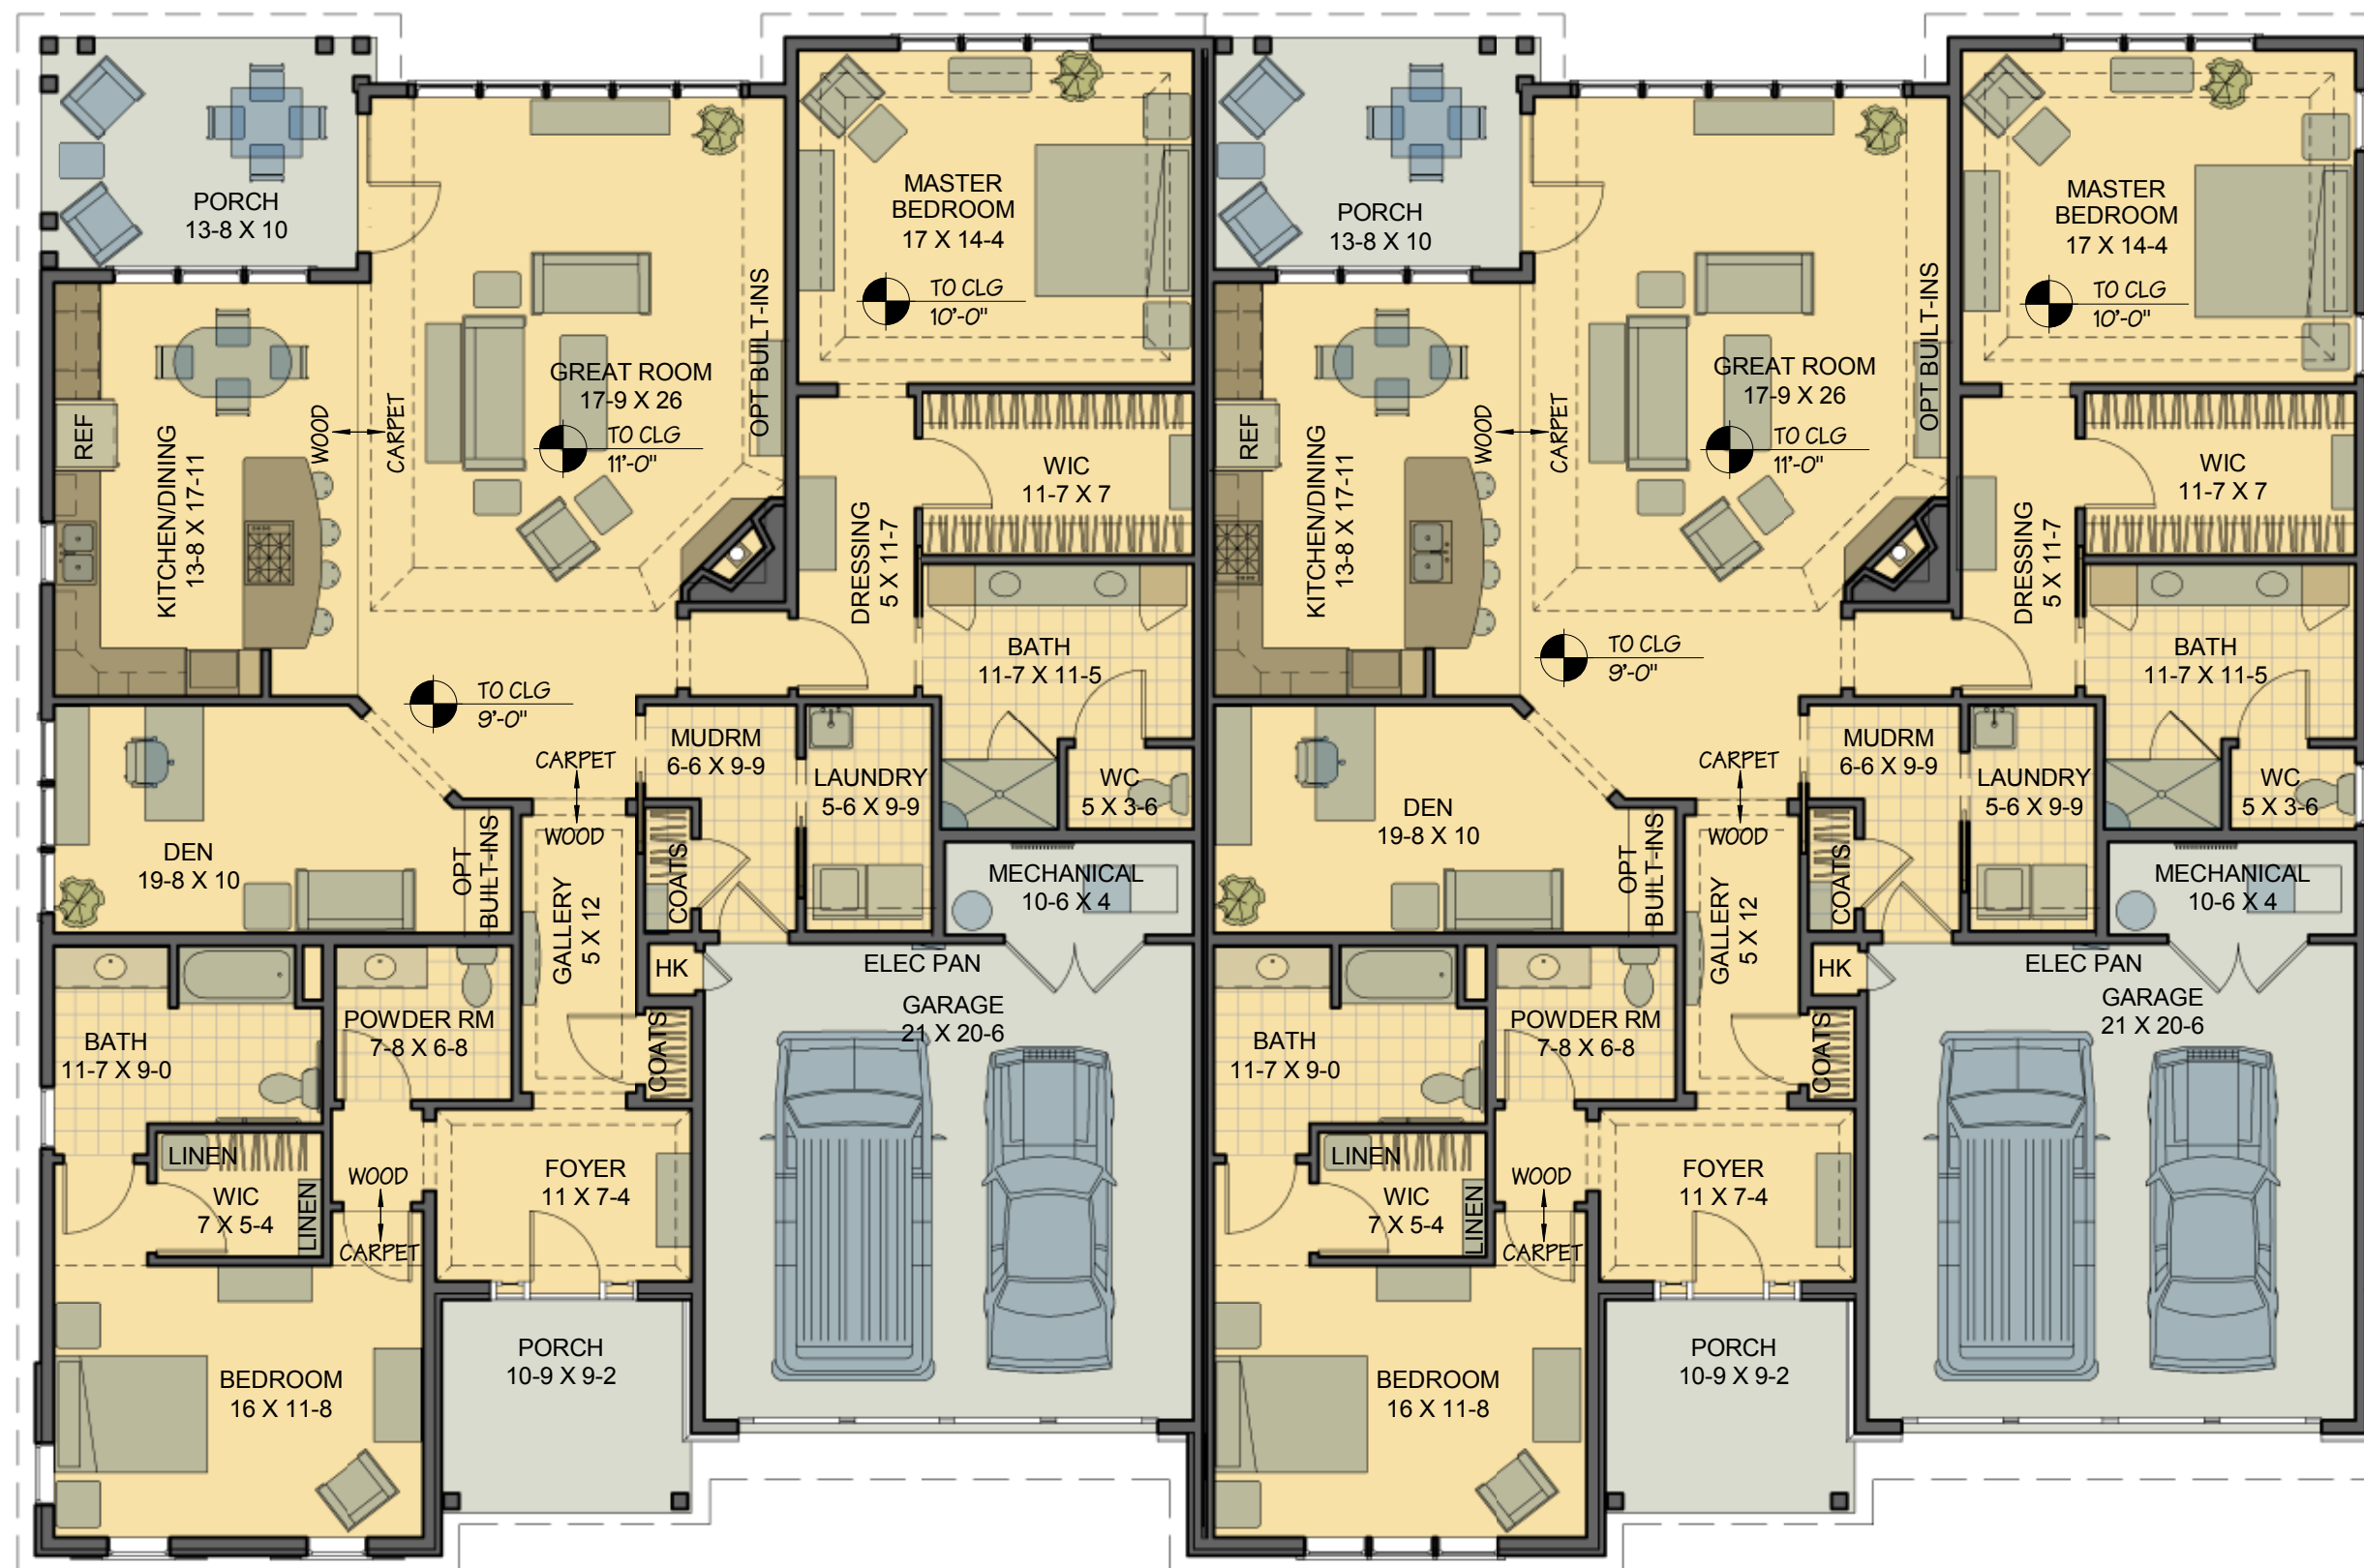 PORCH
13-8 X 10
MASTER
BEDROOM
17 X 14-4
TO CLG
10'-0"
OPT BUILT-INS
GREAT ROOM
17-9 X 26
TO CLG
11'-0"
REF
KITCHEN/DINING
13-8 X 17-11
WOOD
CARPET
WIC
11-7 X 7
DRESSING
5 X 11-7
BATH
11-7 X 11-5
TO CLG
9'-0"
MUDRM
6-6 X 9-9
LAUNDRY
5-6 X 9-9
WC
5 X 3-6
CARPET
WOOD
DEN
19-8 X 10
OPT
BUILT-INS
GALLERY
5 X 12
COATS
MECHANICAL
10-6 X 4
HK
ELEC PAN
GARAGE
21 X 20-6
BATH
11-7 X 9-0
POWDER RM
7-8 X 6-8
COATS
LINEN
WIC
7 X 5-4
LINEN
WOOD
CARPET
FOYER
11 X 7-4
PORCH
10-9 X 9-2
BEDROOM
16 X 11-8
PORCH
13-8 X 10
MASTER
BEDROOM
17 X 14-4
TO CLG
10'-0"
OPT BUILT-INS
GREAT ROOM
17-9 X 26
TO CLG
11'-0"
REF
KITCHEN/DINING
13-8 X 17-11
WOOD
CARPET
WIC
11-7 X 7
DRESSING
5 X 11-7
BATH
11-7 X 11-5
TO CLG
9'-0"
MUDRM
6-6 X 9-9
LAUNDRY
5-6 X 9-9
WC
5 X 3-6
CARPET
WOOD
DEN
19-8 X 10
OPT
BUILT-INS
GALLERY
5 X 12
COATS
MECHANICAL
10-6 X 4
HK
ELEC PAN
GARAGE
21 X 20-6
BATH
11-7 X 9-0
POWDER RM
7-8 X 6-8
COATS
LINEN
WIC
7 X 5-4
LINEN
WOOD
CARPET
FOYER
11 X 7-4
PORCH
10-9 X 9-2
BEDROOM
16 X 11-8